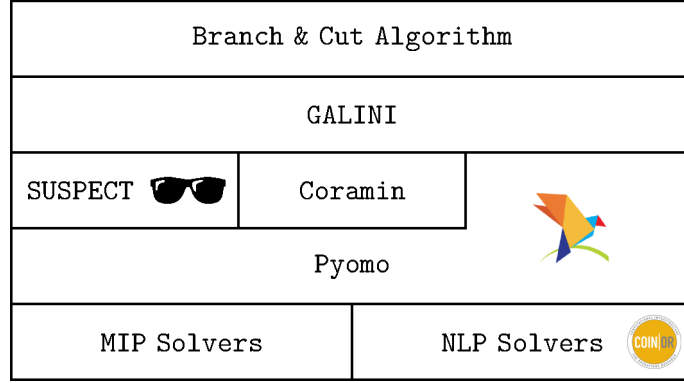 Branch & Cut Algorithm
GALINI
SUSPECT
Coramin
Pyomo
MIP Solvers
NLP Solvers
COIN|OR